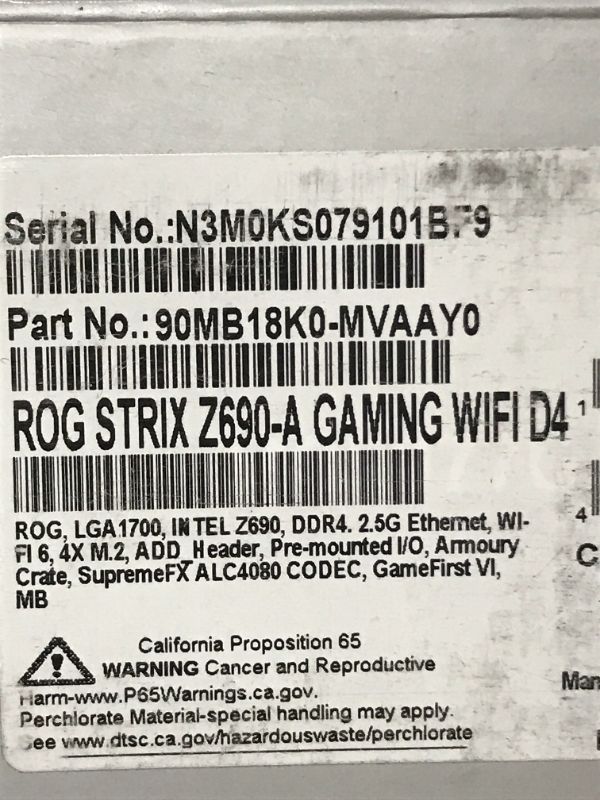 Serial No.:
Part No.:90MB18K0-MVAAY0
ROG STRIX Z690-A GAMING WIFI D4
1
ROG, LGA1700, INTEL Z690, DDR4. 2.5G Ethernet, WI-
4
FI 6, 4X M.2, ADD_Header, Pre-mounted I/O, Armoury
C
Crate, SupremeFX ALC4080 CODEC, GameFirst VI,
MB
California Proposition 65
WARNING Cancer and Reproductive
Harm-www.P65Warnings.ca.gov.
Man
Perchlorate Material-special handling may apply.
See www.dtsc.ca.gov/hazardouswaste/perchlorate